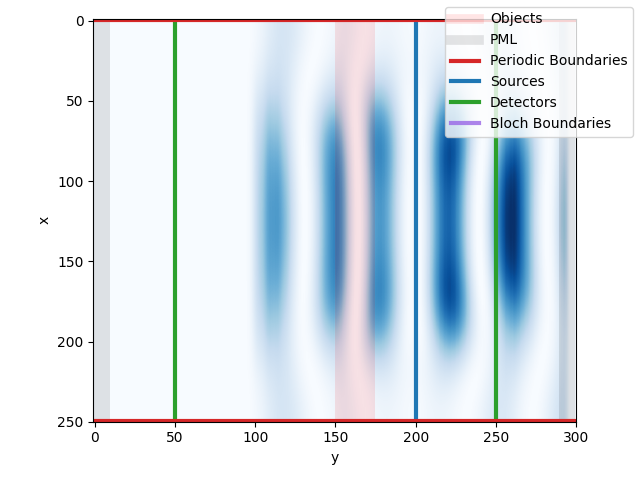 Objects
PML
Periodic Boundaries
Sources
Detectors
Bloch Boundaries
0
50
100
150
200
250
x
0 50 100 150 200 250 300
y